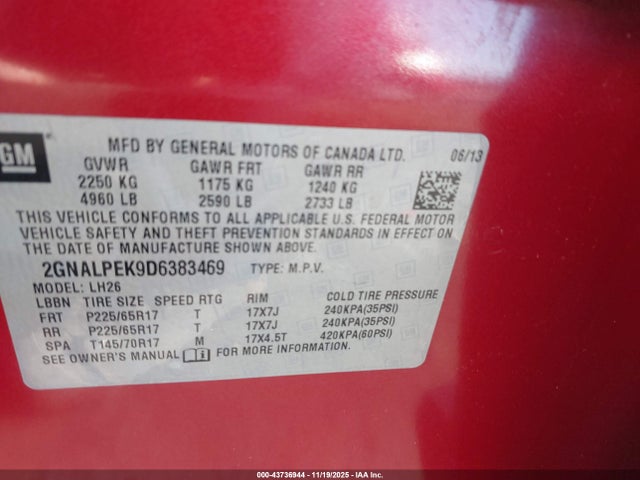 GM
MFD BY GENERAL MOTORS OF CANADA LTD. 06/13
GVWR GAWR FRT GAWR RR
2250 KG 1175 KG 1240 KG
4960 LB 2590 LB 2733 LB
THIS VEHICLE CONFORMS TO ALL APPLICABLE U.S. FEDERAL MOTOR
VEHICLE SAFETY AND THEFT PREVENTION STANDARDS IN EFFECT ON
THE DATE OF MANUFACTURE SHOWN ABOVE.
2GNALPEK9D6383469 TYPE: M.P.V.
MODEL: LH26
LBBN TIRE SIZE SPEED RTG RIM COLD TIRE PRESSURE
FRT P225/65R17 T 17X7J 240KPA(35PSI)
RR P225/65R17 T 17X7J 240KPA(35PSI)
SPA T145/70R17 M 17X4.5T 420KPA(60PSI)
SEE OWNER'S MANUAL FOR MORE INFORMATION.
000-43736944 - 11/19/2025 - IAA Inc.